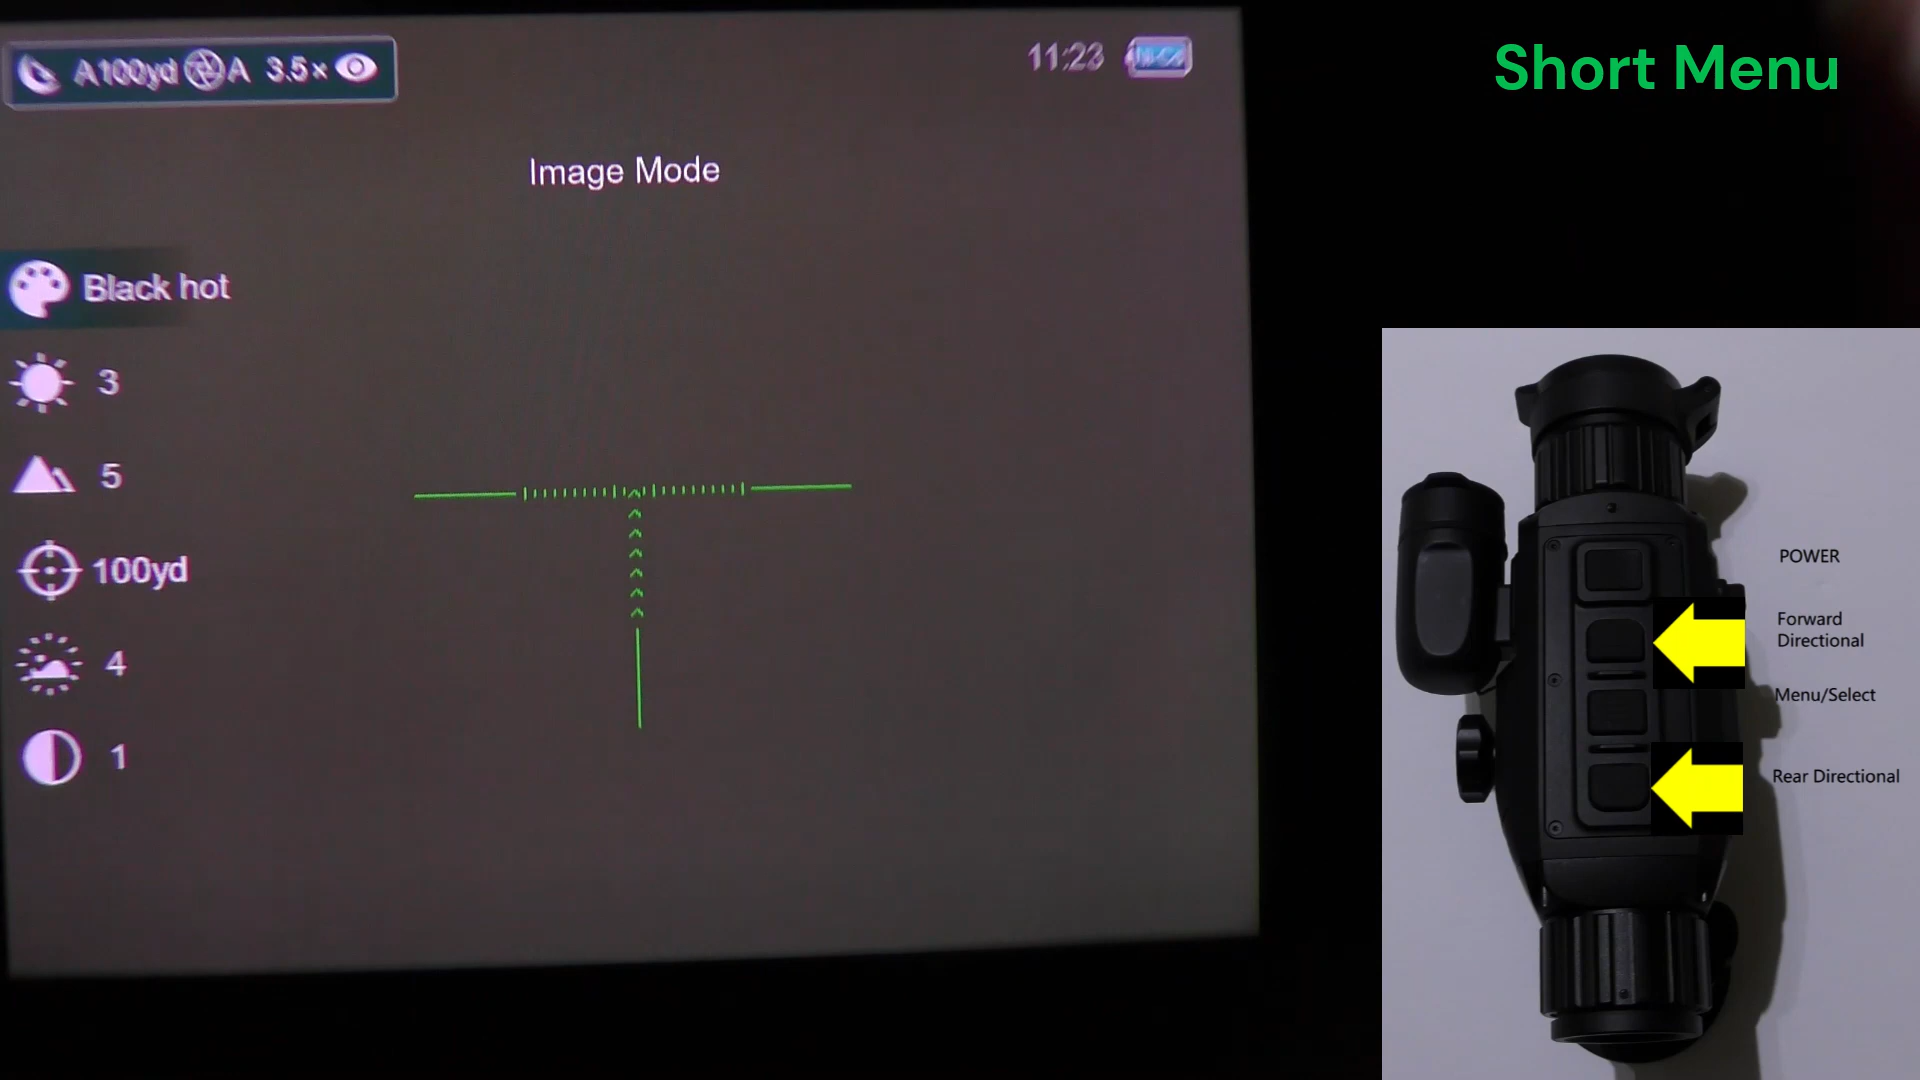 A100yd A 3.5×
11:23
Short Menu
Image Mode
Black hot
3
5
100yd
4
1
POWER
Forward
Directional
Menu/Select
Rear Directional